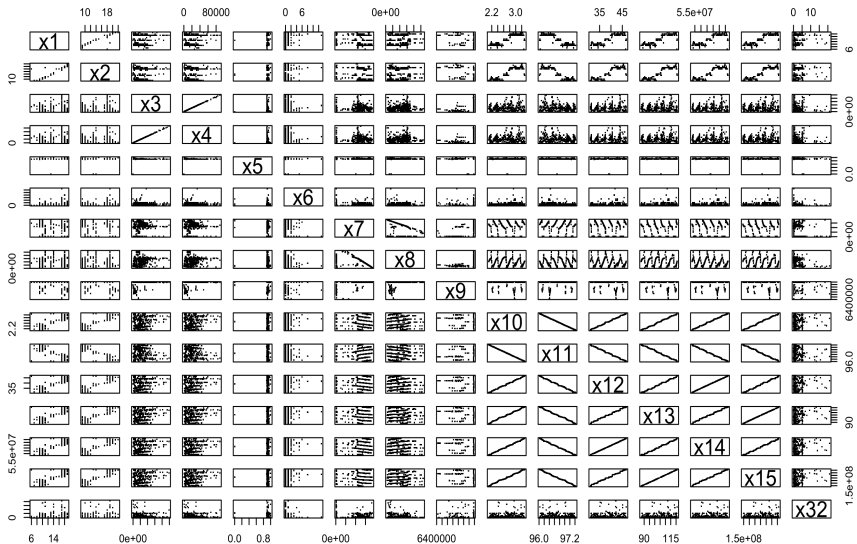 10 18 0 80000 0 6 0e+00 2.2 3.0 35 45 5.5e+07 0 10
x1 6
10 x2
x3 0e+00
0 x4
x5 0.0
0 x6
x7 0e+00
0e+00 x8
x9 6400000
2.2 x10
x11 96.0
35 x12
x13 90
5.5e+07 x14
x15 1.5e+08
0 x32
6 14 0e+00 0.0 0.8 0e+00 6400000 96.0 97.2 90 115 1.5e+08